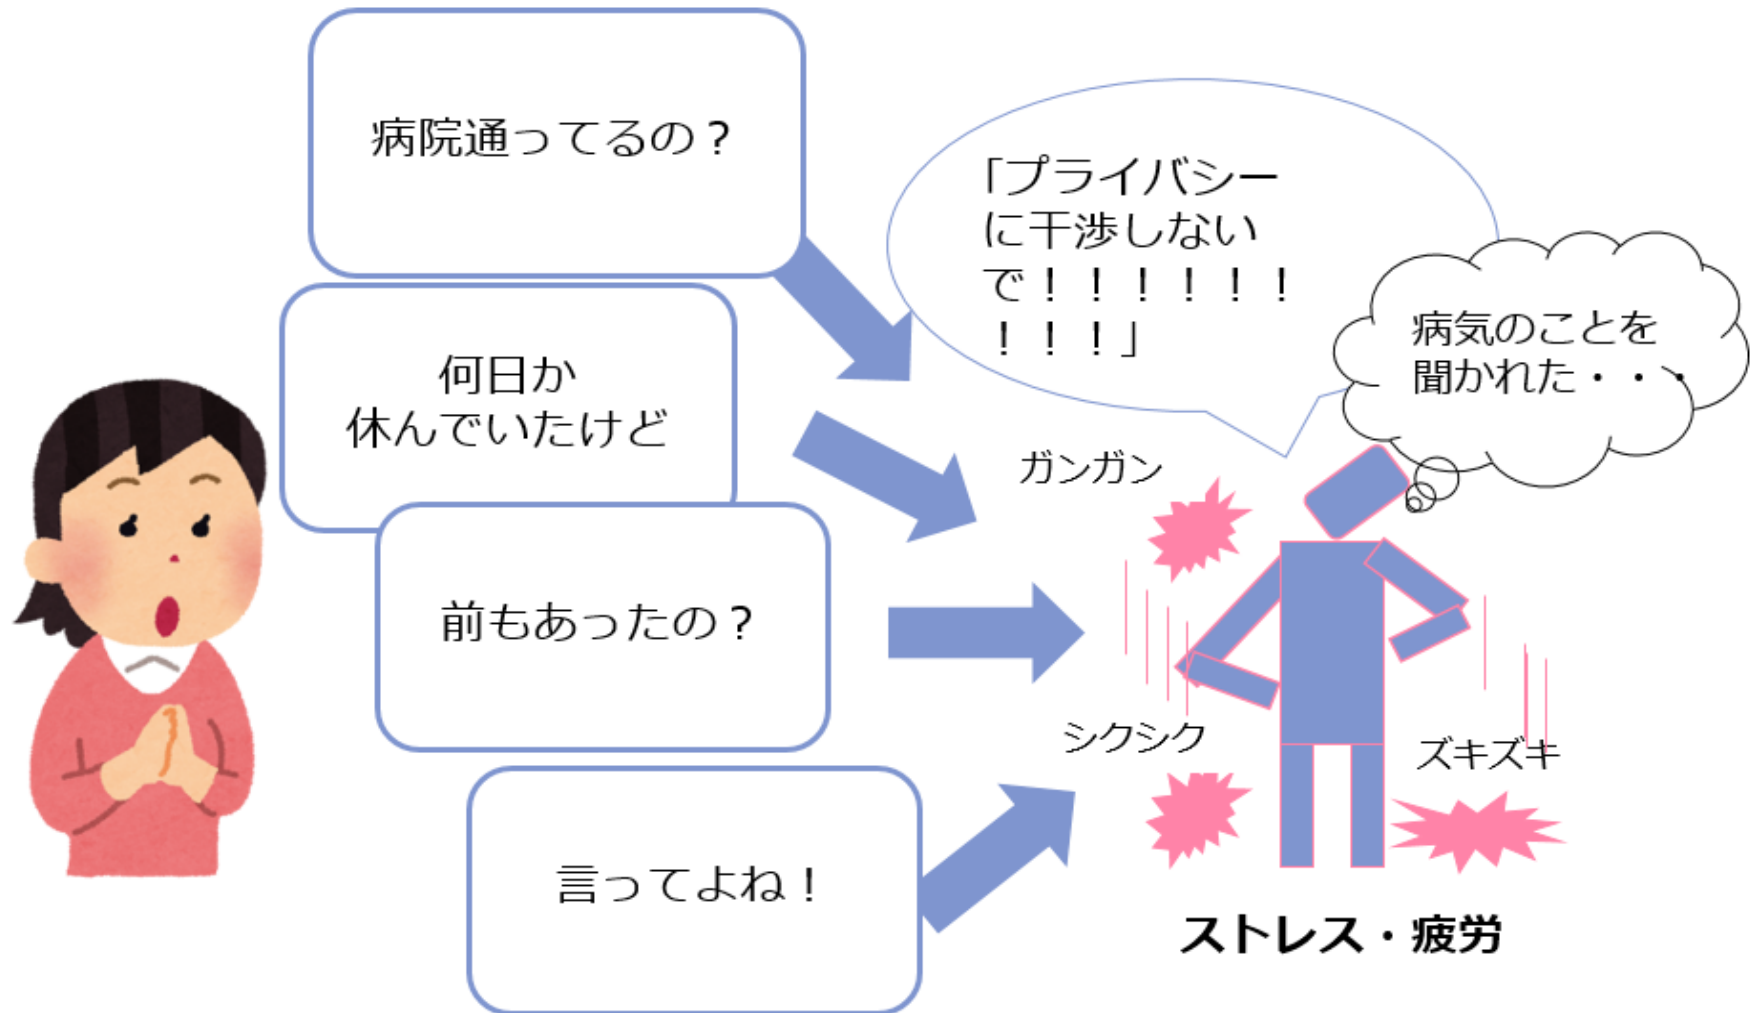 病院通ってるの？
何日か
休んでいたけど
前もあったの？
言ってよね！
「プライバシー
に干渉しない
で！！！！！！
！！！」
病気のことを
聞かれた・・・
ガンガン
シクシク
ズキズキ
ストレス・疲労